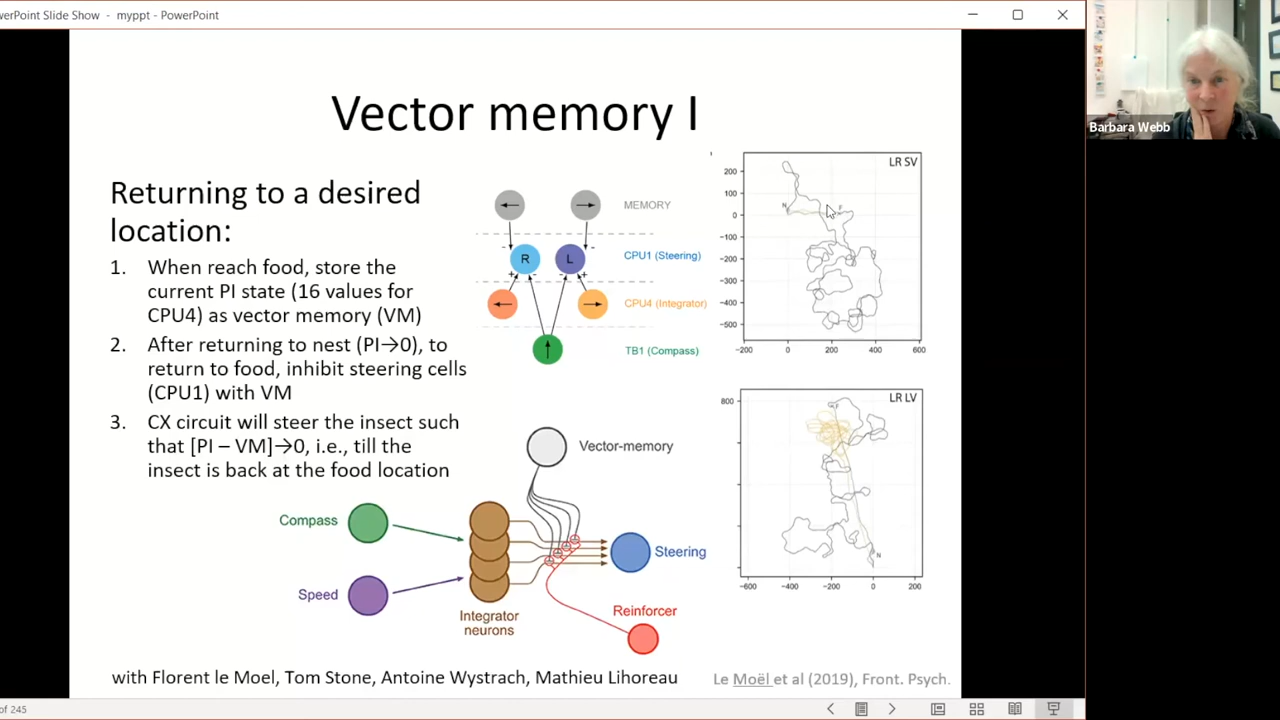 werPoint Slide Show - myppt - PowerPoint
Barbara Webb
Vector memory I
Returning to a desired
location:
1. When reach food, store the
current PI state (16 values for
CPU4) as vector memory (VM)
2. After returning to nest (PI→0), to
return to food, inhibit steering cells
(CPU1) with VM
3. CX circuit will steer the insect such
that [PI – VM]→0, i.e., till the
insect is back at the food location
MEMORY
R
L
CPU1 (Steering)
CPU4 (Integrator)
TB1 (Compass)
- -
+ - - +
LR SV
200
100
0
−100
−200
−300
−400
−500
−200 0 200 400 600
N
F
Vector-memory
Compass
Speed
Integrator
neurons
Steering
Reinforcer
LR LV
800
F
N
−600 −400 −200 0 200
with Florent le Moel, Tom Stone, Antoine Wystrach, Mathieu Lihoreau
Le Moël et al (2019), Front. Psych.
of 245